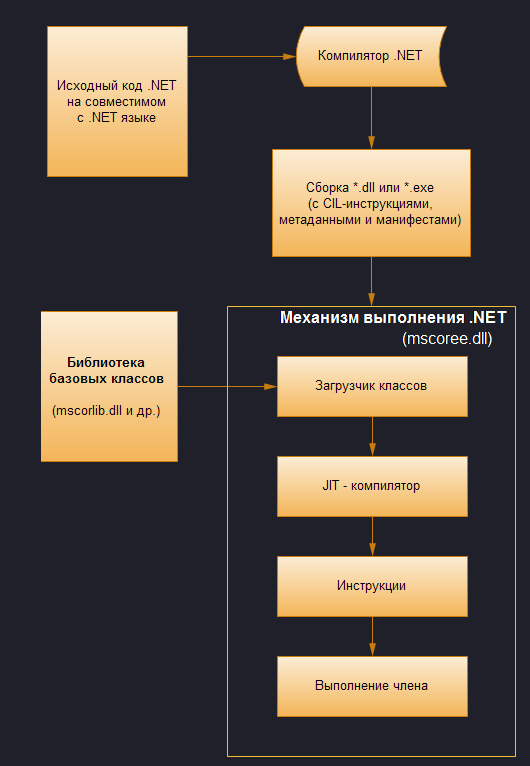 Исходный код .NET
на совместимом
с .NET языке
Компилятор .NET
Сборка *.dll или *.exe
(с CIL-инструкциями,
метаданными и манифестами)
Механизм выполнения .NET
(mscoree.dll)
Библиотека
базовых классов
(mscorlib.dll и др.)
Загрузчик классов
JIT - компилятор
Инструкции
Выполнение члена